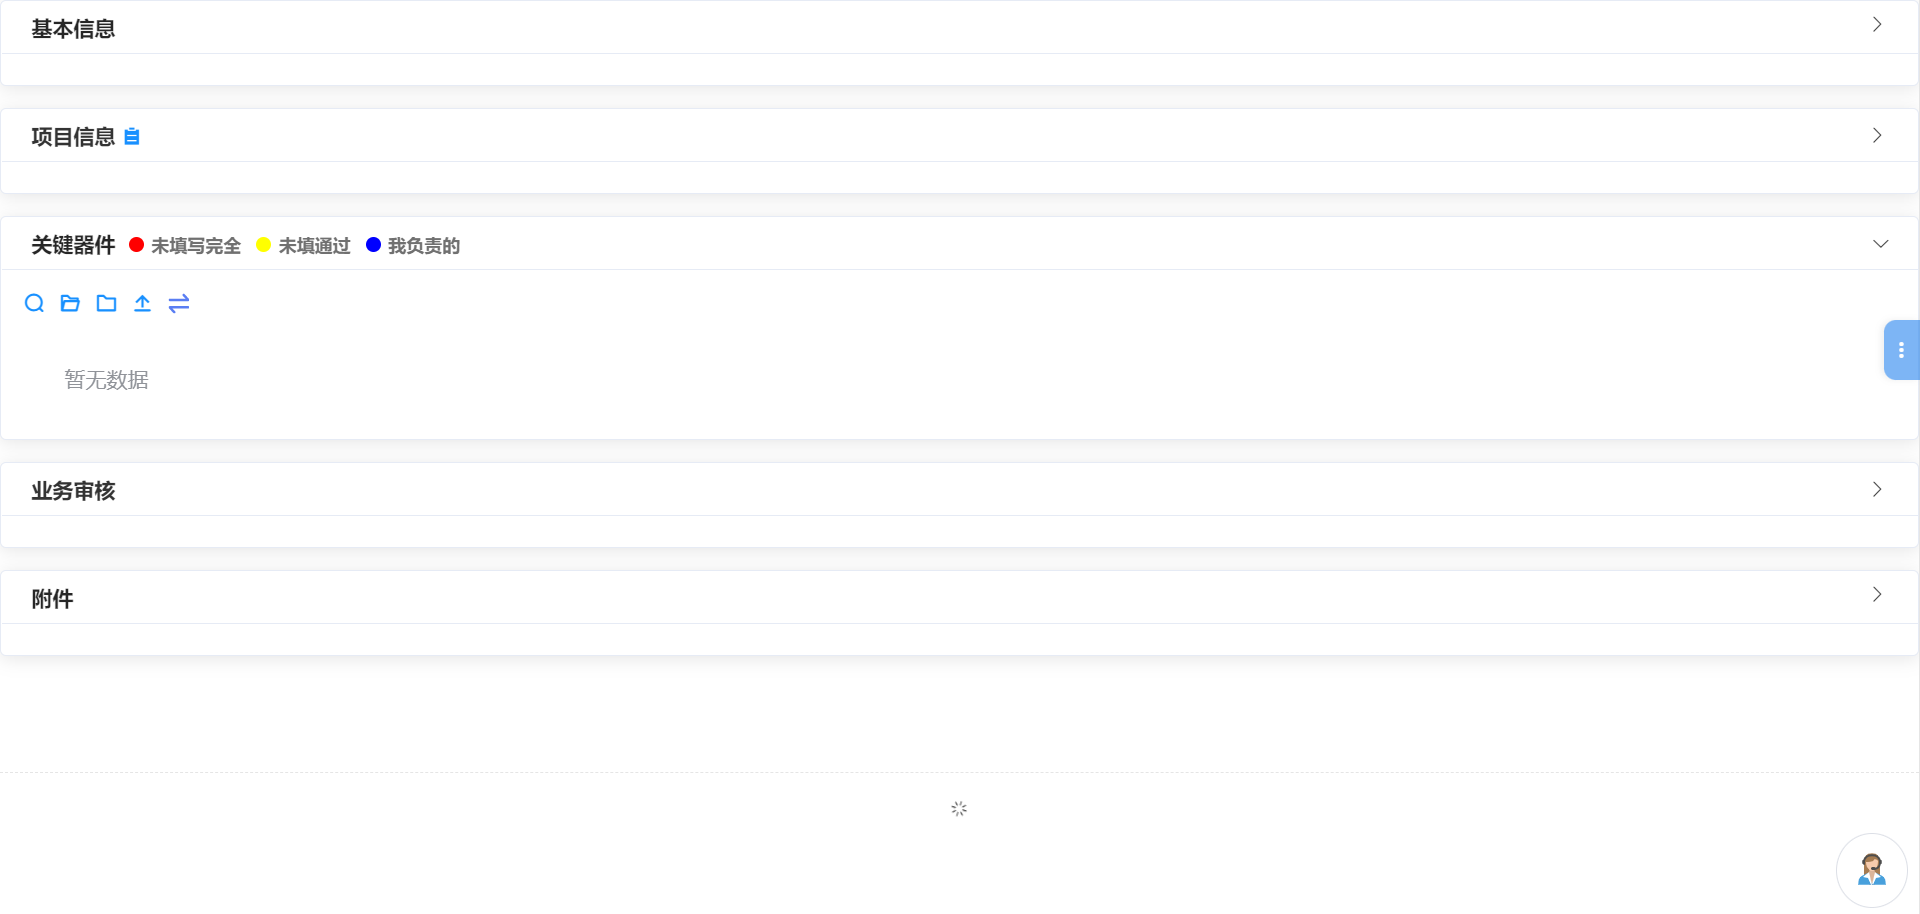 基本信息
项目信息
关键器件 未填写完全 未填通过 我负责的
暂无数据
业务审核
附件